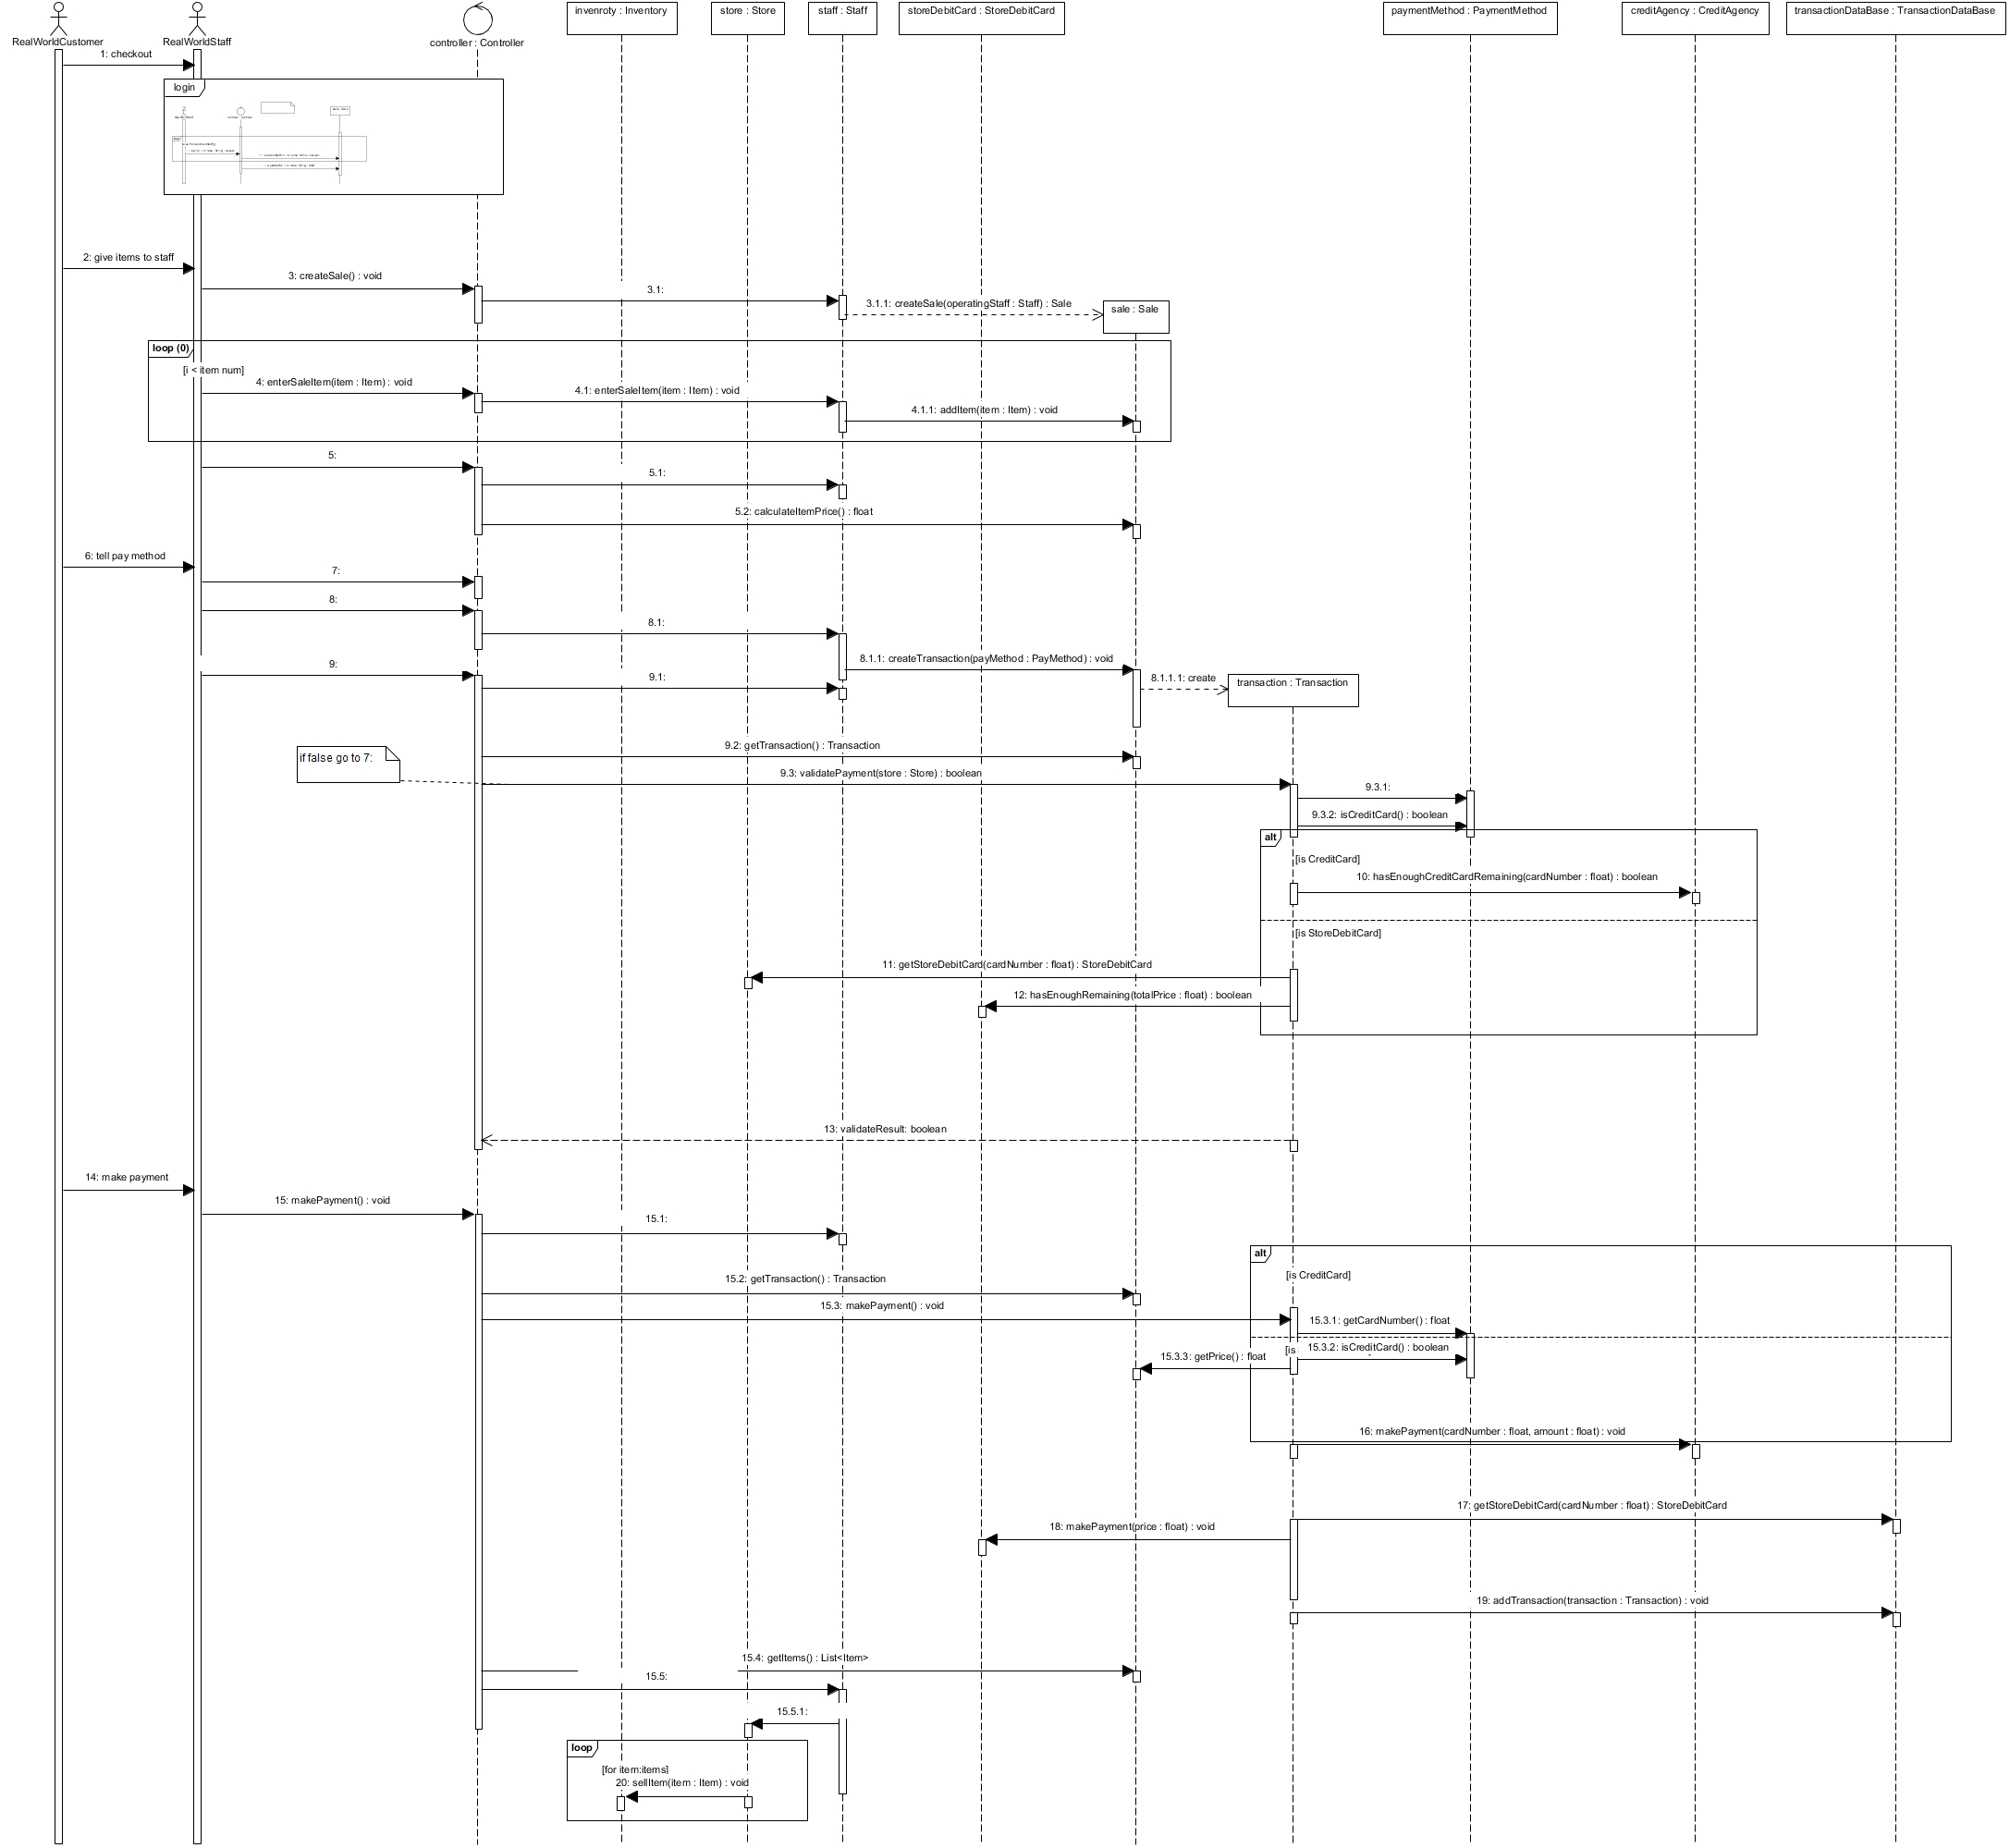 RealWorldCustomer
RealWorldStaff
controller : Controller
invenroty : Inventory
store : Store
staff : Staff
storeDebitCard : StoreDebitCard
paymentMethod : PaymentMethod
creditAgency : CreditAgency
transactionDataBase : TransactionDataBase
1: checkout
login
2: give items to staff
3: createSale() : void
3.1:
3.1.1: createSale(operatingStaff : Staff) : Sale
sale : Sale
loop (0)
[i < item num]
4: enterSaleItem(item : Item) : void
4.1: enterSaleItem(item : Item) : void
4.1.1: addItem(item : Item) : void
5:
5.1:
5.2: calculateItemPrice() : float
6: tell pay method
7:
8:
8.1:
8.1.1: createTransaction(payMethod : PayMethod) : void
9:
9.1:
8.1.1.1: create
transaction : Transaction
9.2: getTransaction() : Transaction
if false go to 7:
9.3: validatePayment(store : Store) : boolean
9.3.1:
9.3.2: isCreditCard() : boolean
alt
[is CreditCard]
10: hasEnoughCreditCardRemaining(cardNumber : float) : boolean
[is StoreDebitCard]
11: getStoreDebitCard(cardNumber : float) : StoreDebitCard
12: hasEnoughRemaining(totalPrice : float) : boolean
13: validateResult: boolean
14: make payment
15: makePayment() : void
15.1:
alt
[is CreditCard]
15.2: getTransaction() : Transaction
15.3: makePayment() : void
15.3.1: getCardNumber() : float
[is
15.3.2: isCreditCard() : boolean
15.3.3: getPrice() : float
16: makePayment(cardNumber : float, amount : float) : void
17: getStoreDebitCard(cardNumber : float) : StoreDebitCard
18: makePayment(price : float) : void
19: addTransaction(transaction : Transaction) : void
15.4: getItems() : List<Item>
15.5:
15.5.1:
loop
[for item:items]
20: sellItem(item : Item) : void